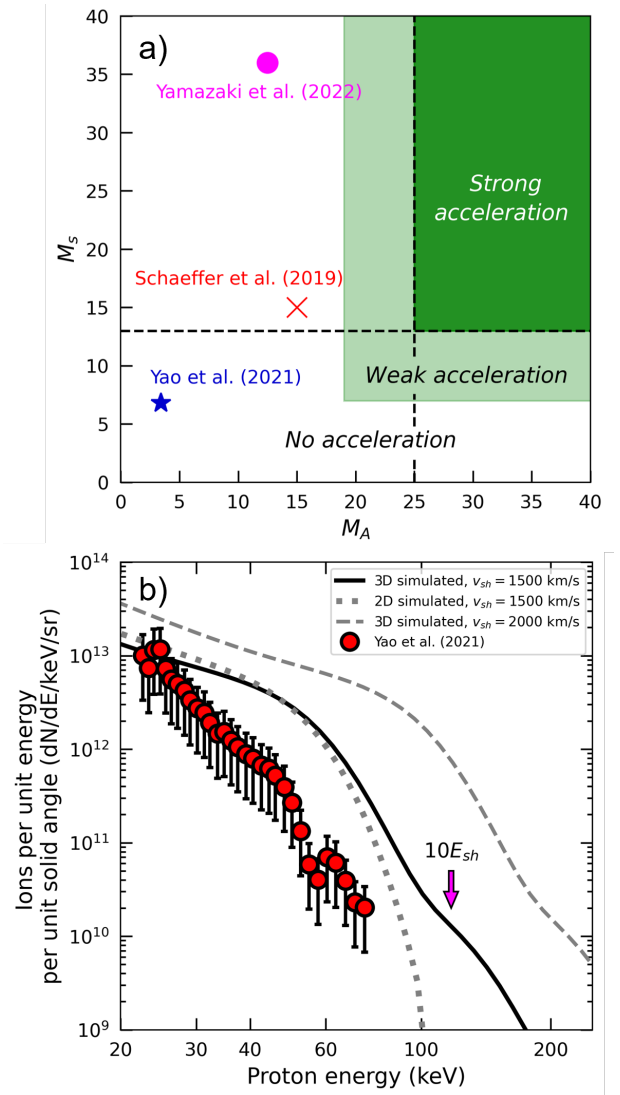 a)
40
35
30
25
20
15
10
5
0
M_s
Yamazaki et al. (2022)
Strong
acceleration
Schaeffer et al. (2019)
Yao et al. (2021)
Weak acceleration
No acceleration
0 5 10 15 20 25 30 35 40
M_A
b)
10^14
10^13
10^12
10^11
10^10
10^9
Ions per unit energy
per unit solid angle (dN/dE/keV/sr)
3D simulated, v_sh = 1500 km/s
2D simulated, v_sh = 1500 km/s
3D simulated, v_sh = 2000 km/s
Yao et al. (2021)
10E_sh
20 30 40 60 100 200
Proton energy (keV)